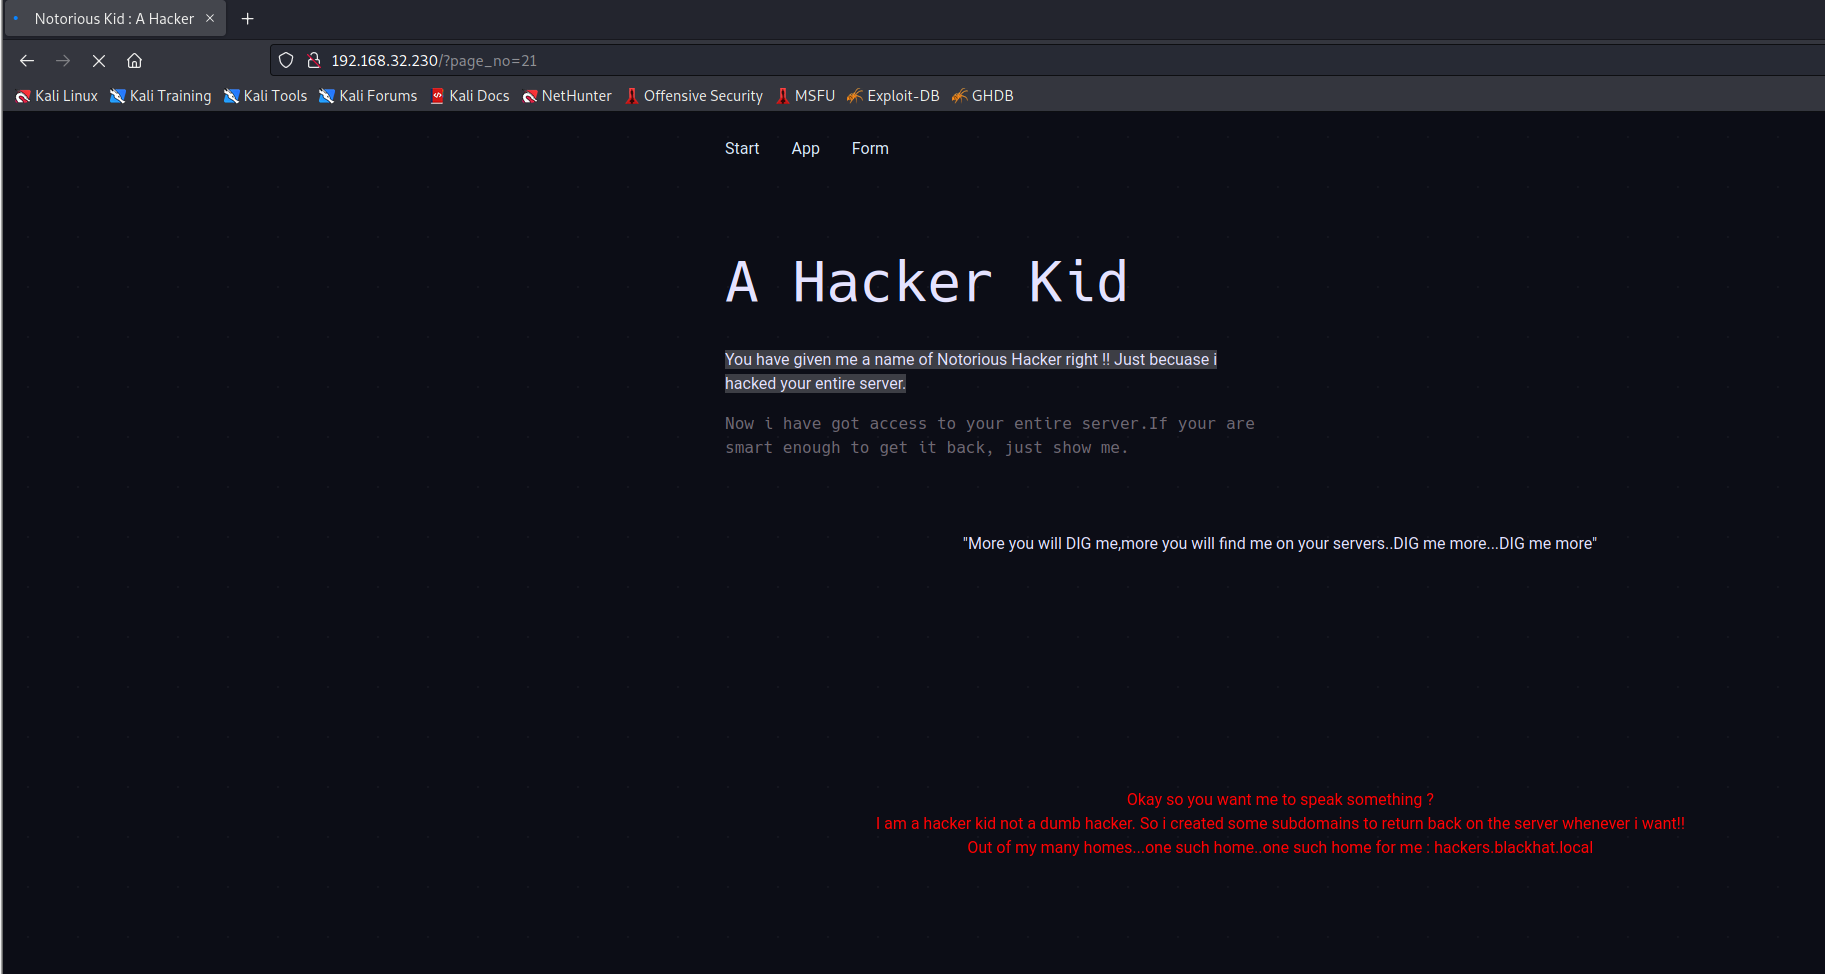 Notorious Kid : A Hacker
192.168.32.230/?page_no=21
Kali Linux Kali Training Kali Tools Kali Forums Kali Docs NetHunter Offensive Security MSFU Exploit-DB GHDB
Start App Form
A Hacker Kid
You have given me a name of Notorious Hacker right !! Just becuase i
hacked your entire server.
Now i have got access to your entire server.If your are
smart enough to get it back, just show me.
"More you will DIG me,more you will find me on your servers..DIG me more...DIG me more"
Okay so you want me to speak something ?
I am a hacker kid not a dumb hacker. So i created some subdomains to return back on the server whenever i want!!
Out of my many homes...one such home..one such home for me : hackers.blackhat.local